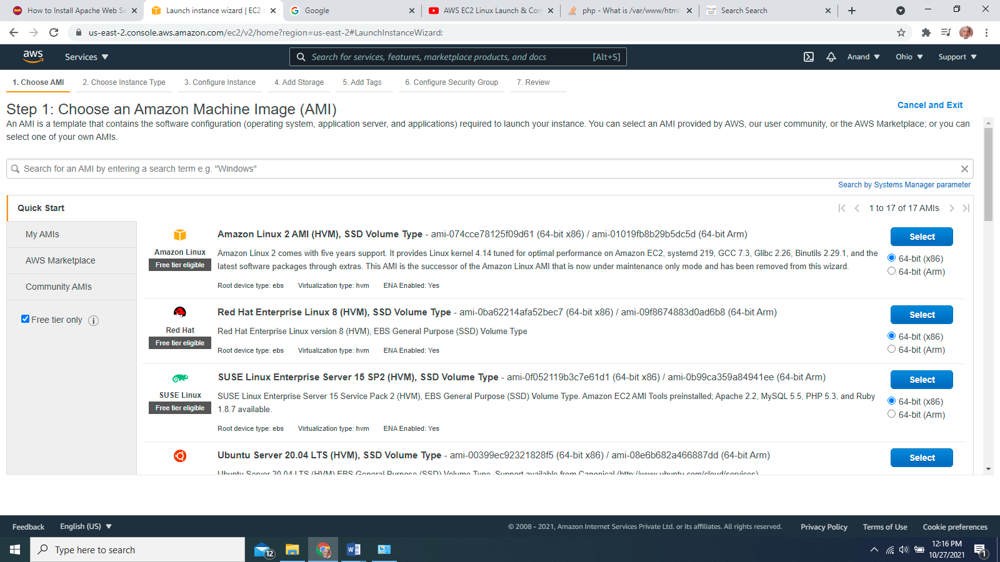 How to Install Apache Web Se
Launch instance wizard | EC2
Google
AWS EC2 Linux Launch & Con
php - What is /var/www/html
Search Search
us-east-2.console.aws.amazon.com/ec2/v2/home?region=us-east-2#LaunchInstanceWizard:
aws
Services
Search for services, features, marketplace products, and docs
[Alt+S]
Anand
Ohio
Support
1. Choose AMI
2. Choose Instance Type
3. Configure Instance
4. Add Storage
5. Add Tags
6. Configure Security Group
7. Review
Step 1: Choose an Amazon Machine Image (AMI)
Cancel and Exit
An AMI is a template that contains the software configuration (operating system, application server, and applications) required to launch your instance. You can select an AMI provided by AWS, our user community, or the AWS Marketplace; or you can
select one of your own AMIs.
Search for an AMI by entering a search term e.g. "Windows"
Search by Systems Manager parameter
Quick Start
1 to 17 of 17 AMIs
My AMIs
AWS Marketplace
Community AMIs
Free tier only
Amazon Linux
Free tier eligible
Amazon Linux 2 AMI (HVM), SSD Volume Type - ami-074cce78125f09d61 (64-bit x86) / ami-01019fb8b29b5dc5d (64-bit Arm)
Amazon Linux 2 comes with five years support. It provides Linux kernel 4.14 tuned for optimal performance on Amazon EC2, systemd 219, GCC 7.3, Glibc 2.26, Binutils 2.29.1, and the
latest software packages through extras. This AMI is the successor of the Amazon Linux AMI that is now under maintenance only mode and has been removed from this wizard.
Root device type: ebs Virtualization type: hvm ENA Enabled: Yes
Select
64-bit (x86)
64-bit (Arm)
Red Hat
Free tier eligible
Red Hat Enterprise Linux 8 (HVM), SSD Volume Type - ami-0ba62214afa52bec7 (64-bit x86) / ami-09f8674883d0ad6b8 (64-bit Arm)
Red Hat Enterprise Linux version 8 (HVM), EBS General Purpose (SSD) Volume Type
Root device type: ebs Virtualization type: hvm ENA Enabled: Yes
Select
64-bit (x86)
64-bit (Arm)
SUSE Linux
Free tier eligible
SUSE Linux Enterprise Server 15 SP2 (HVM), SSD Volume Type - ami-0f052119b3c7e61d1 (64-bit x86) / ami-0b99ca359a84941ee (64-bit Arm)
SUSE Linux Enterprise Server 15 Service Pack 2 (HVM), EBS General Purpose (SSD) Volume Type. Amazon EC2 AMI Tools preinstalled; Apache 2.2, MySQL 5.5, PHP 5.3, and Ruby
1.8.7 available.
Root device type: ebs Virtualization type: hvm ENA Enabled: Yes
Select
64-bit (x86)
64-bit (Arm)
Ubuntu Server 20.04 LTS (HVM), SSD Volume Type - ami-00399ec92321828f5 (64-bit x86) / ami-08e6b682a466887dd (64-bit Arm)
Ubuntu Server 20.04 LTS (HVM),EBS General Purpose (SSD) Volume Type. Support available from Canonical (http://www.ubuntu.com/cloud/services).
Select
Feedback
English (US)
© 2008 - 2021, Amazon Internet Services Private Ltd. or its affiliates. All rights reserved.
Privacy Policy
Terms of Use
Cookie preferences
Type here to search
12
12:16 PM
10/27/2021
1